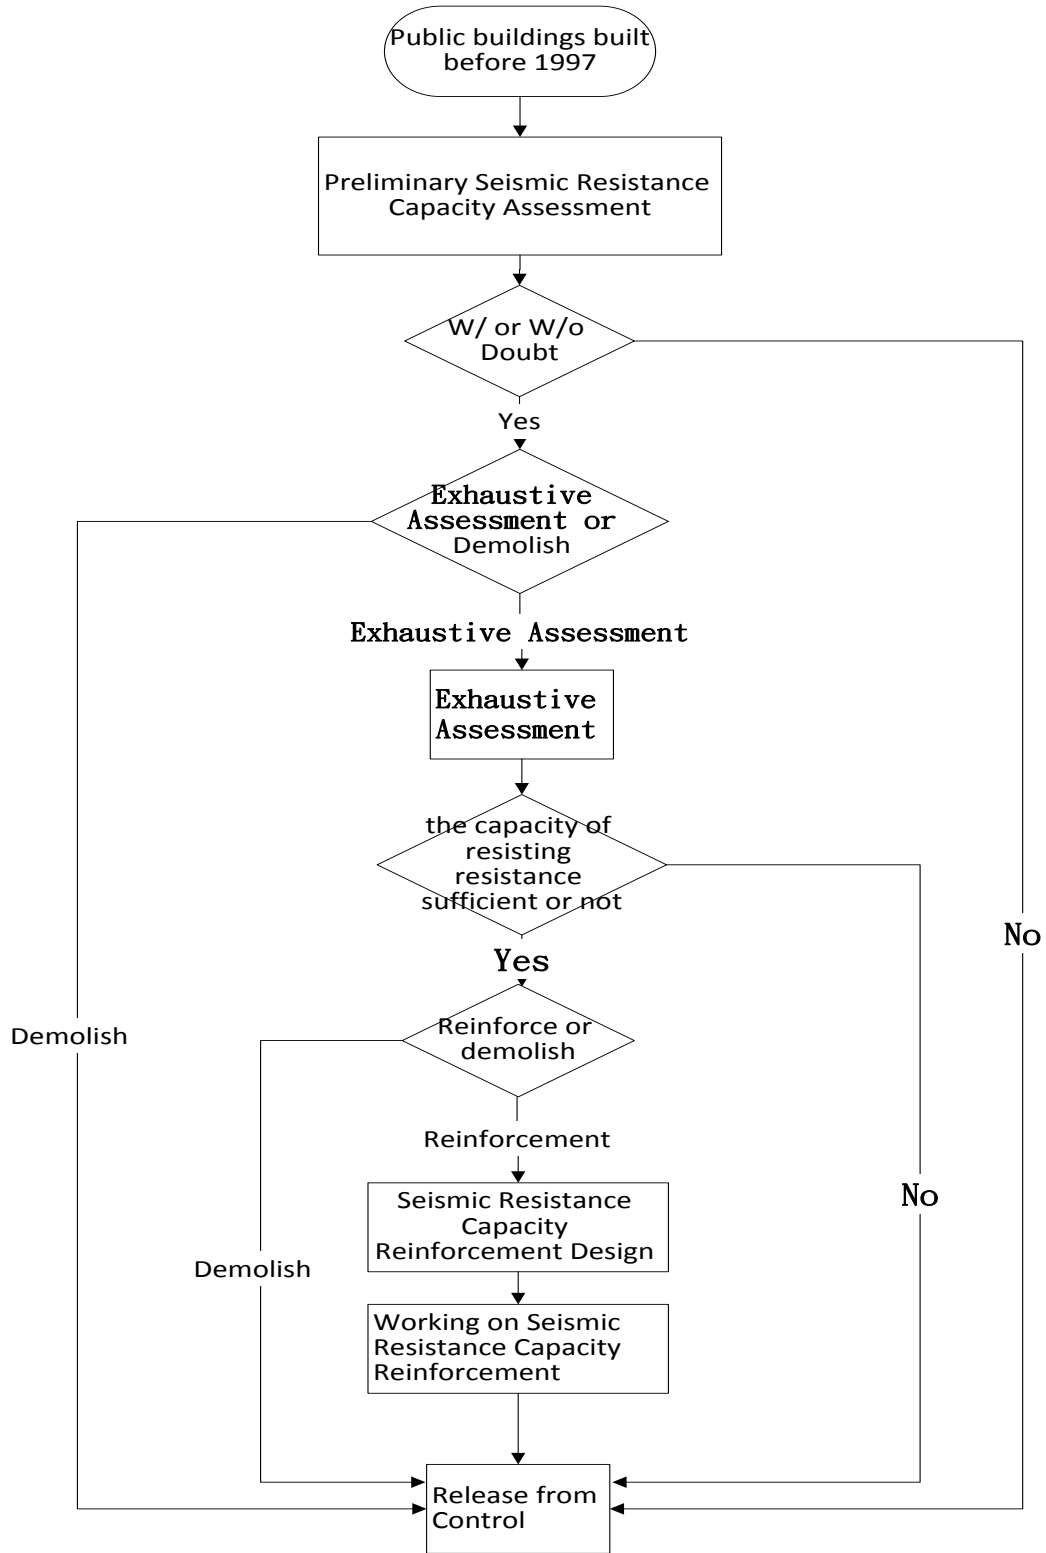 Public buildings built
before 1997
Preliminary Seismic Resistance
Capacity Assessment
W/ or W/o
Doubt
Yes
Exhaustive
Assessment or
Demolish
Exhaustive Assessment
Exhaustive
Assessment
the capacity of
resisting
resistance
sufficient or not
No
Yes
Reinforce or
demolish
Demolish
Reinforcement
No
Seismic Resistance
Capacity
Reinforcement Design
Demolish
Working on Seismic
Resistance Capacity
Reinforcement
Release from
Control